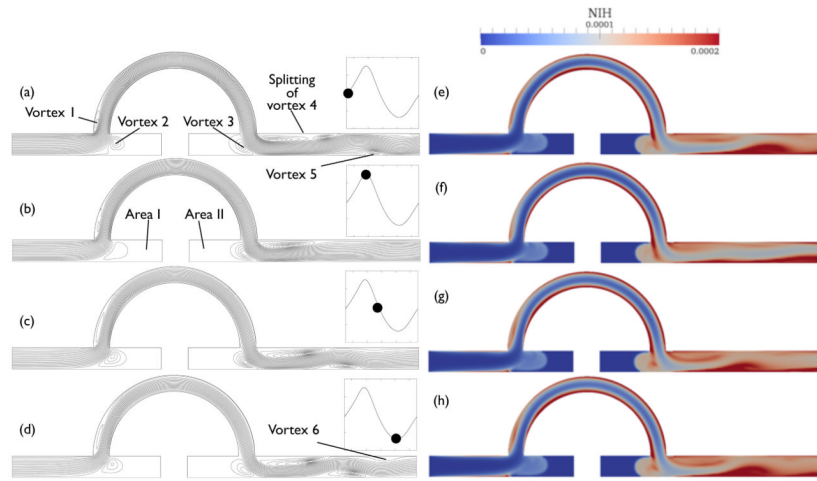 NIH
0.0001
0
0.0002
(a)
Vortex 1
Vortex 2
Vortex 3
Splitting
of
vortex 4
Vortex 5
(e)
(b)
Area I
Area II
(f)
(c)
(g)
(d)
Vortex 6
(h)